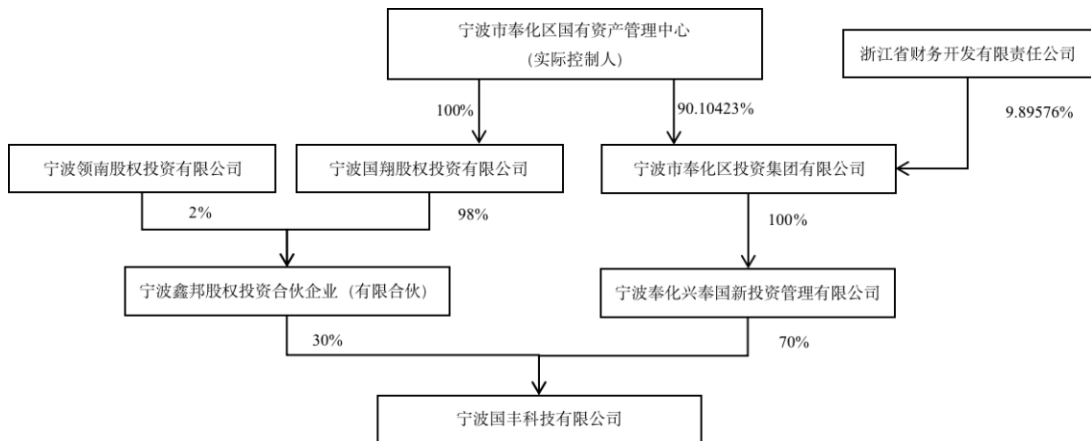 宁波市奉化区国有资产管理中心
（实际控制人）
浙江省财务开发有限责任公司
100%
90.10423%
9.89576%
宁波领南股权投资有限公司
宁波国翔股权投资有限公司
宁波市奉化区投资集团有限公司
2%
98%
100%
宁波鑫邦股权投资合伙企业（有限合伙）
宁波奉化兴奉国新投资管理有限公司
30%
70%
宁波国丰科技有限公司